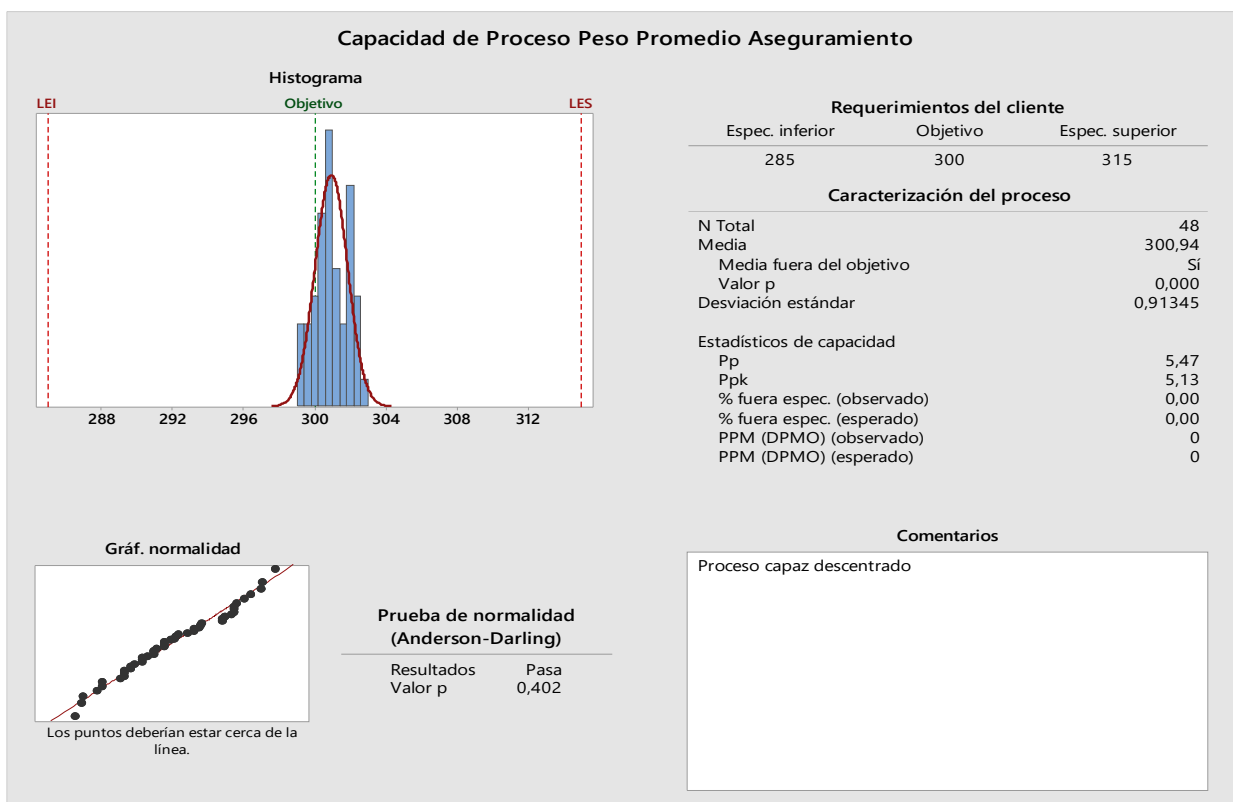 Capacidad de Proceso Peso Promedio Aseguramiento
Histograma
LEI Objetivo LES
288 292 296 300 304 308 312
Requerimientos del cliente
Espec. inferior Objetivo Espec. superior
285 300 315
Caracterización del proceso
N Total 48
Media 300,94
Media fuera del objetivo Sí
Valor p 0,000
Desviación estándar 0,91345
Estadísticos de capacidad
Pp 5,47
Ppk 5,13
% fuera espec. (observado) 0,00
% fuera espec. (esperado) 0,00
PPM (DPMO) (observado) 0
PPM (DPMO) (esperado) 0
Gráf. normalidad
Los puntos deberían estar cerca de la
línea.
Prueba de normalidad
(Anderson-Darling)
Resultados Pasa
Valor p 0,402
Comentarios
Proceso capaz descentrado